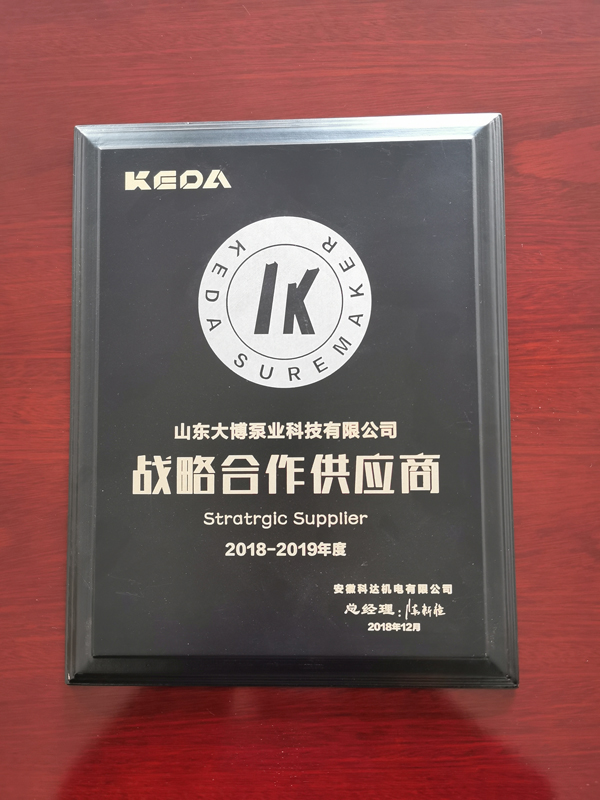 KEDA
KEDA SUREMAKER
K
山东大博泵业科技有限公司
战略合作供应商
Stratrgic Supplier
2018-2019年度
安徽科达机电有限公司
总经理:
2018年12月